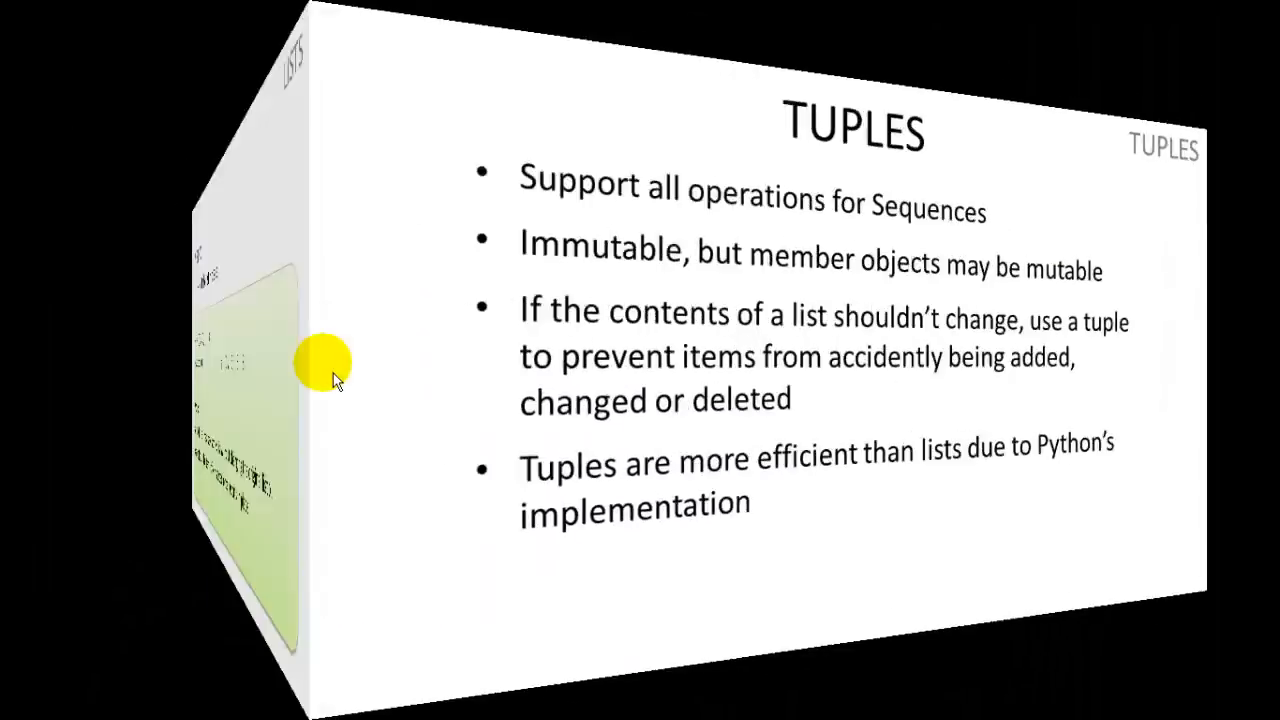 LISTS
TUPLES
TUPLES
• Support all operations for Sequences
• Immutable, but member objects may be mutable
• If the contents of a list shouldn’t change, use a tuple
to prevent items from accidently being added,
changed or deleted
• Tuples are more efficient than lists due to Python’s
implementation